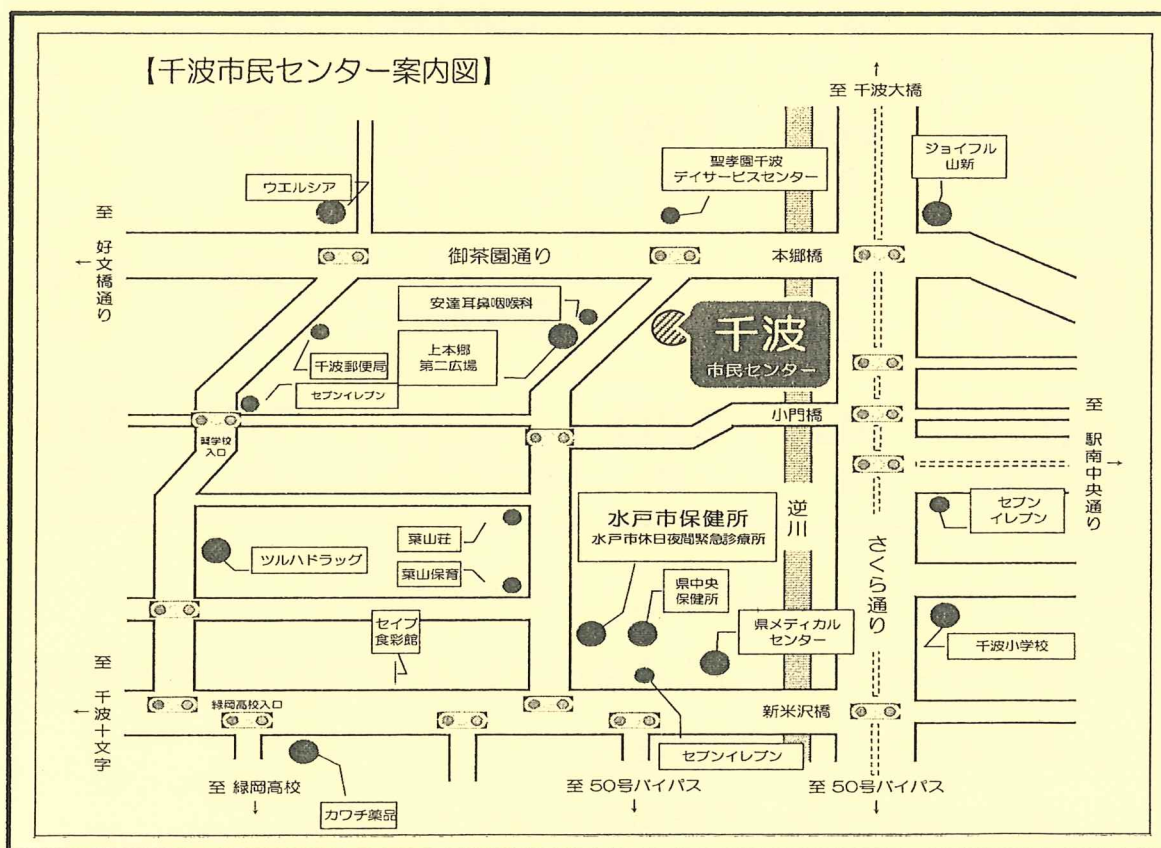 【千波市民センター案内図】
至 千波大橋
聖孝園千波
デイサービスセンター
ジョイフル
山新
ウエルシア
至 好文橋通り
御茶園通り
本郷橋
安達耳鼻咽喉科
上本郷
第二広場
千波郵便局
セブンイレブン
千波
市民センター
小門橋
至 駅南中央通り
入口
水戸市保健所
水戸市休日夜間緊急診療所
逆川
セブン
イレブン
さくら通り
葉山荘
ツルハドラッグ
葉山保育
県中央
保健所
セイブ
食彩館
県メディカル
センター
千波小学校
至 千波十文字
緑岡高校入口
新米沢橋
セブンイレブン
至 緑岡高校
至 50号バイパス
至 50号バイパス
カワチ薬品